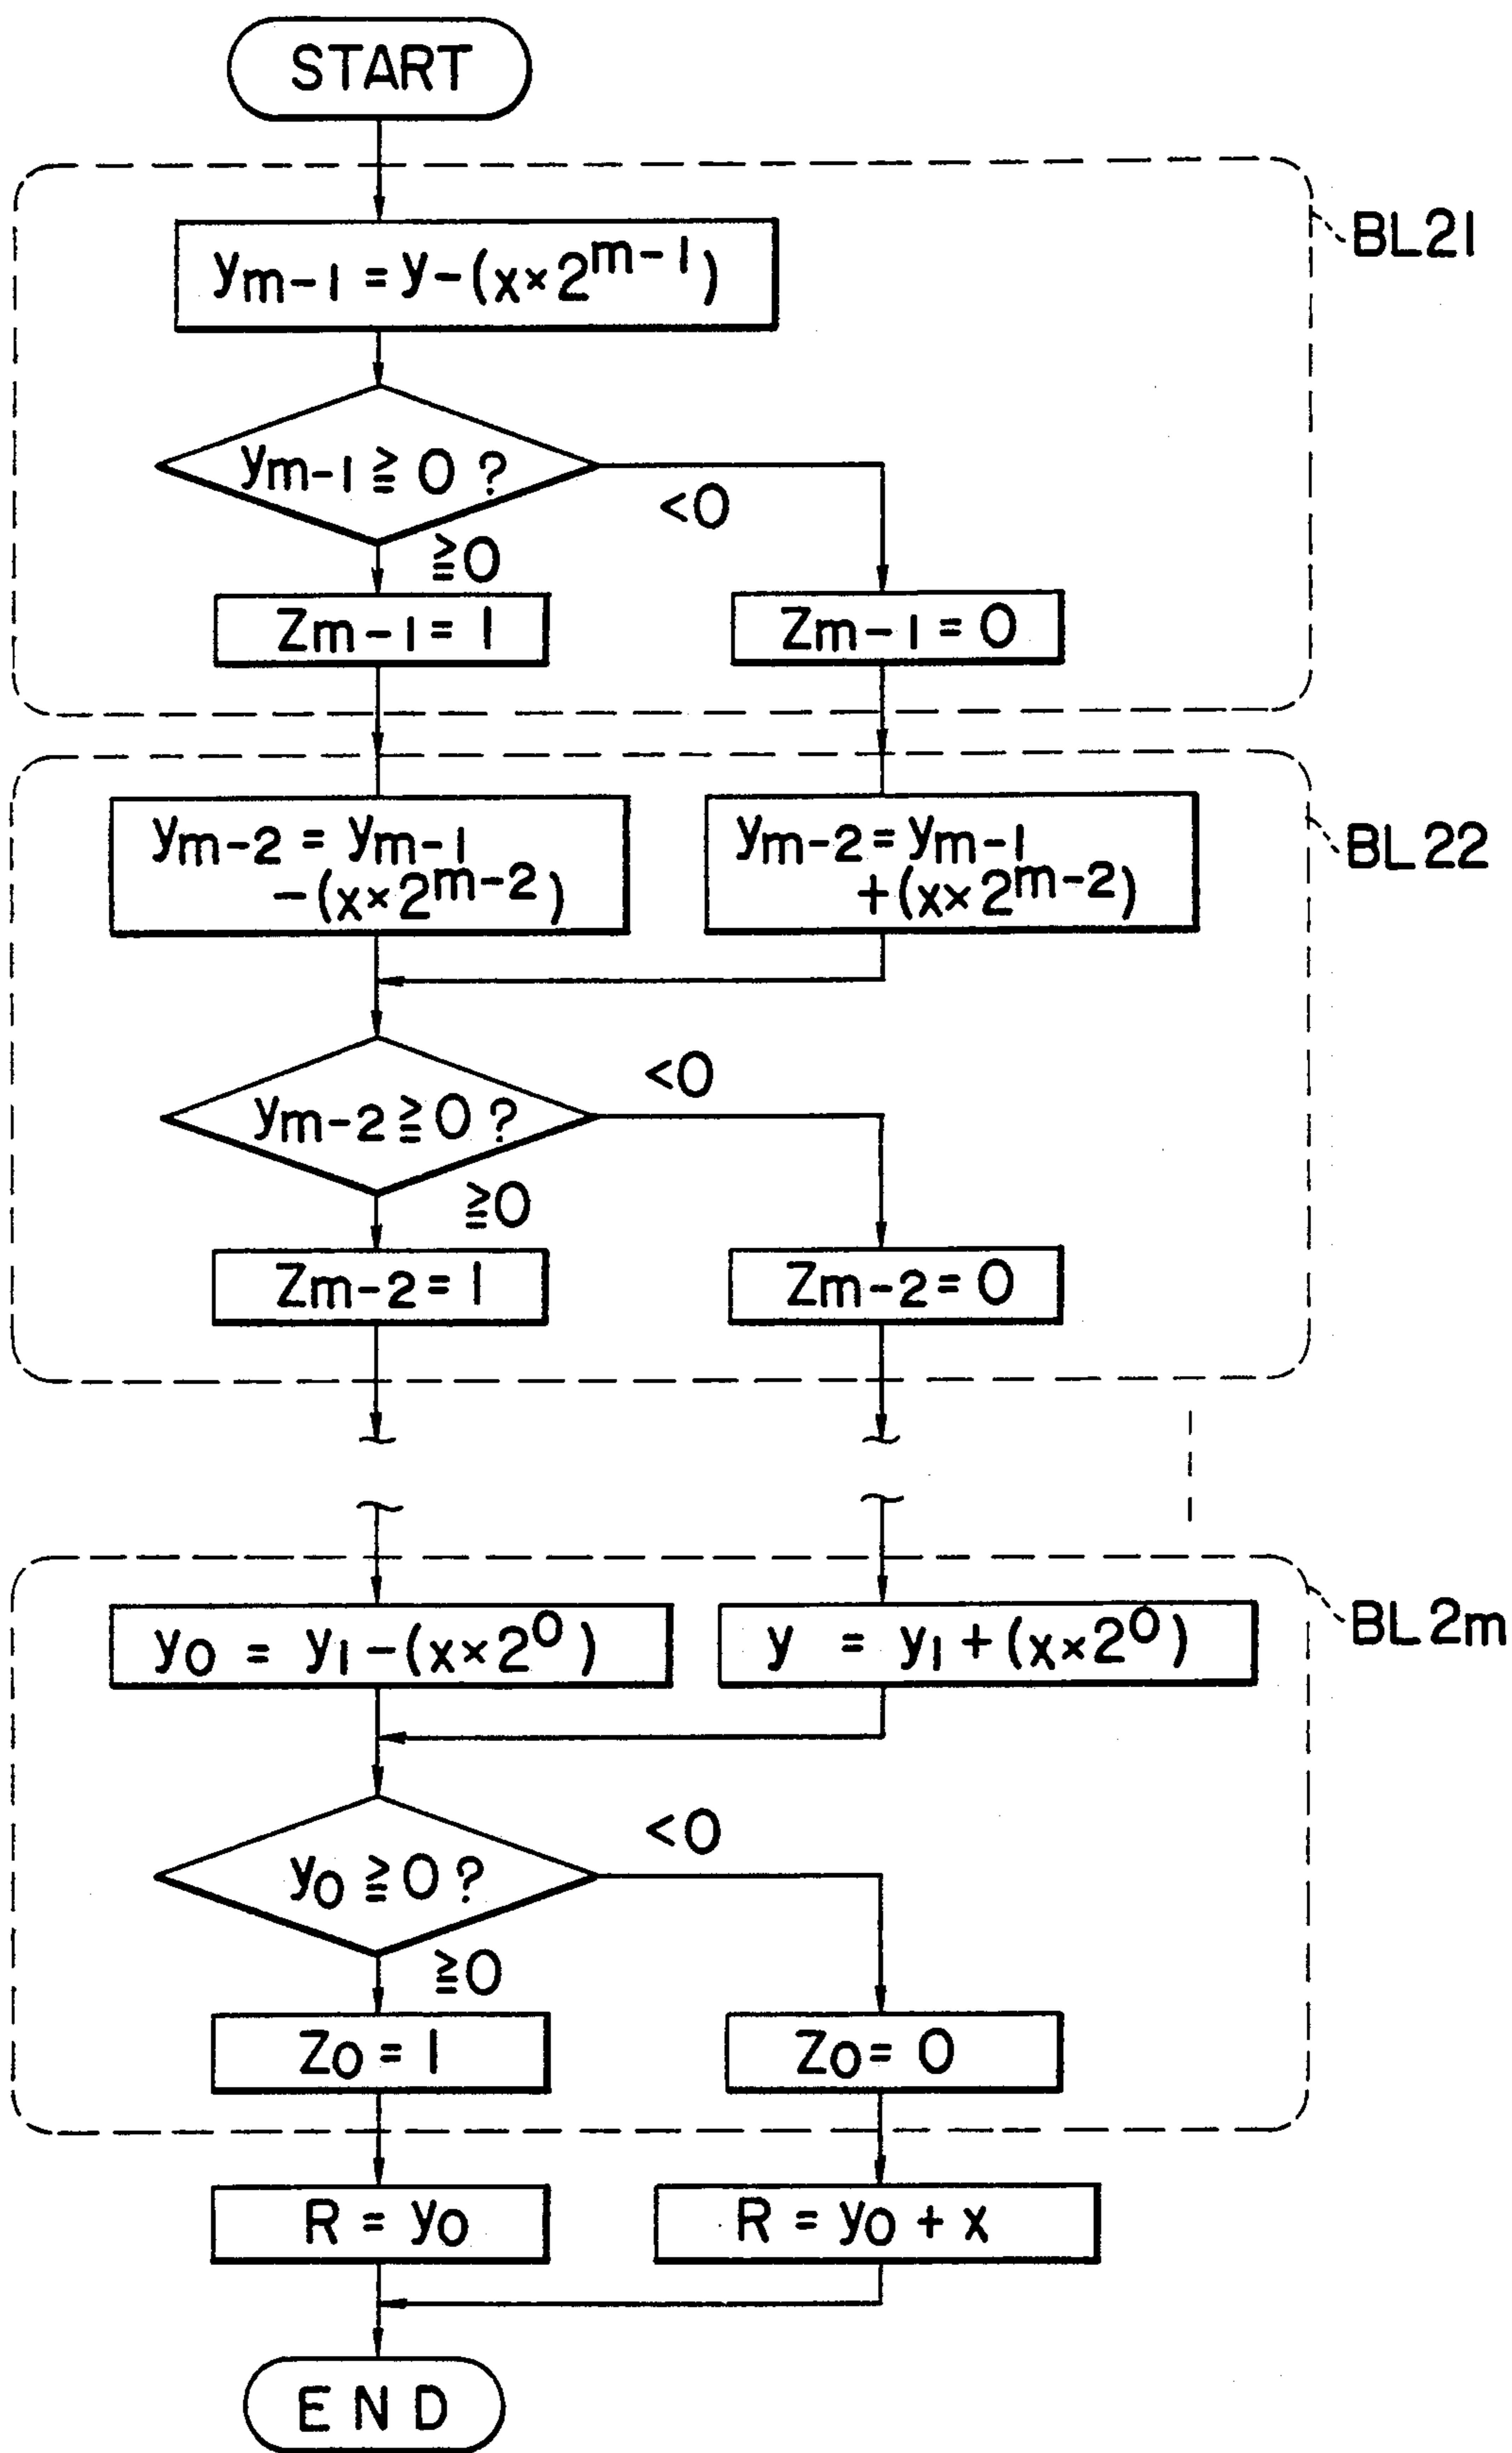 START
BL21
yₘ₋₁ = y-(x×2ᵐ⁻¹)
yₘ₋₁ ≧ 0 ?
<0
≧0
Zₘ₋₁ = 1
Zₘ₋₁ = 0
BL22
yₘ₋₂ = yₘ₋₁
-(x×2ᵐ⁻²)
yₘ₋₂ = yₘ₋₁
+(x×2ᵐ⁻²)
<0
yₘ₋₂ ≧ 0 ?
≧0
Zₘ₋₂ = 1
Zₘ₋₂ = 0
BL2m
y₀ = y₁-(x×2⁰)
y = y₁+(x×2⁰)
<0
y₀ ≧ 0 ?
≧0
Z₀ = 1
Z₀ = 0
R = y₀
R = y₀ + x
END